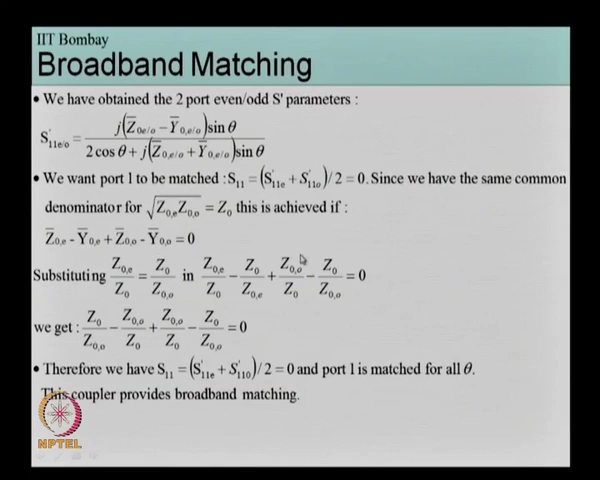 IIT Bombay
Broadband Matching
• We have obtained the 2 port even/odd S' parameters :
S'₁₁e/o = j(Z̄₀e/o − Ȳ₀,e/o) sin θ / 2 cos θ + j(Z̄₀,e/o + Ȳ₀,e/o) sin θ
• We want port 1 to be matched : S₁₁ = (S'₁₁e + S'₁₁o)/2 = 0. Since we have the same common
denominator for √Z₀,eZ₀,o = Z₀ this is achieved if :
Z̄₀,e - Ȳ₀,e + Z̄₀,o - Ȳ₀,o = 0
Substituting Z₀,e/Z₀ = Z₀/Z₀,o in Z₀,e/Z₀ − Z₀/Z₀,e + Z₀,o/Z₀ − Z₀/Z₀,o = 0
we get : Z₀/Z₀,o − Z₀,o/Z₀ + Z₀,o/Z₀ − Z₀/Z₀,o = 0
• Therefore we have S₁₁ = (S'₁₁e + S'₁₁₀)/2 = 0 and port 1 is matched for all θ.
This coupler provides broadband matching.
NPTEL